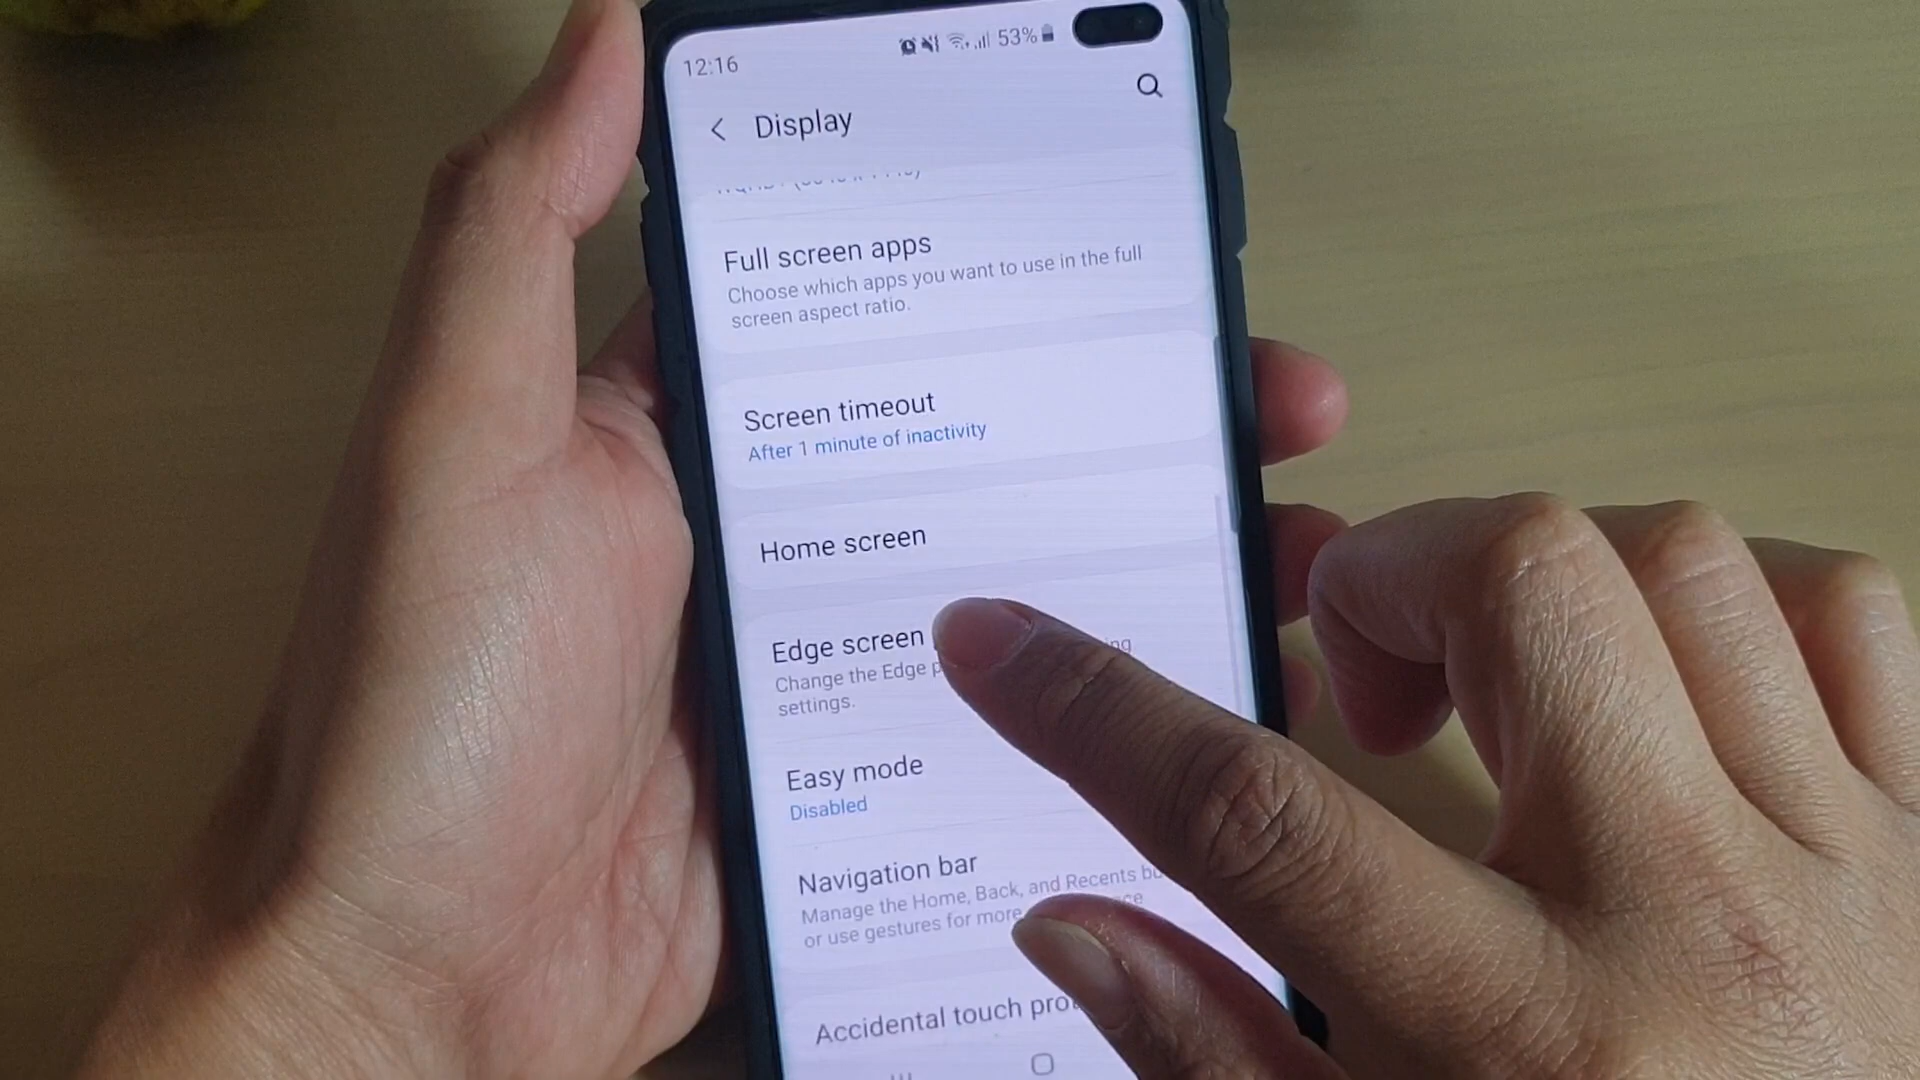 12:16
53%
Display
Full screen apps
Choose which apps you want to use in the full
screen aspect ratio.
Screen timeout
After 1 minute of inactivity
Home screen
Edge screen
Change the Edge
settings.
Easy mode
Disabled
Navigation bar
Manage the Home, Back, and Recents
or use gestures for more
Accidental touch